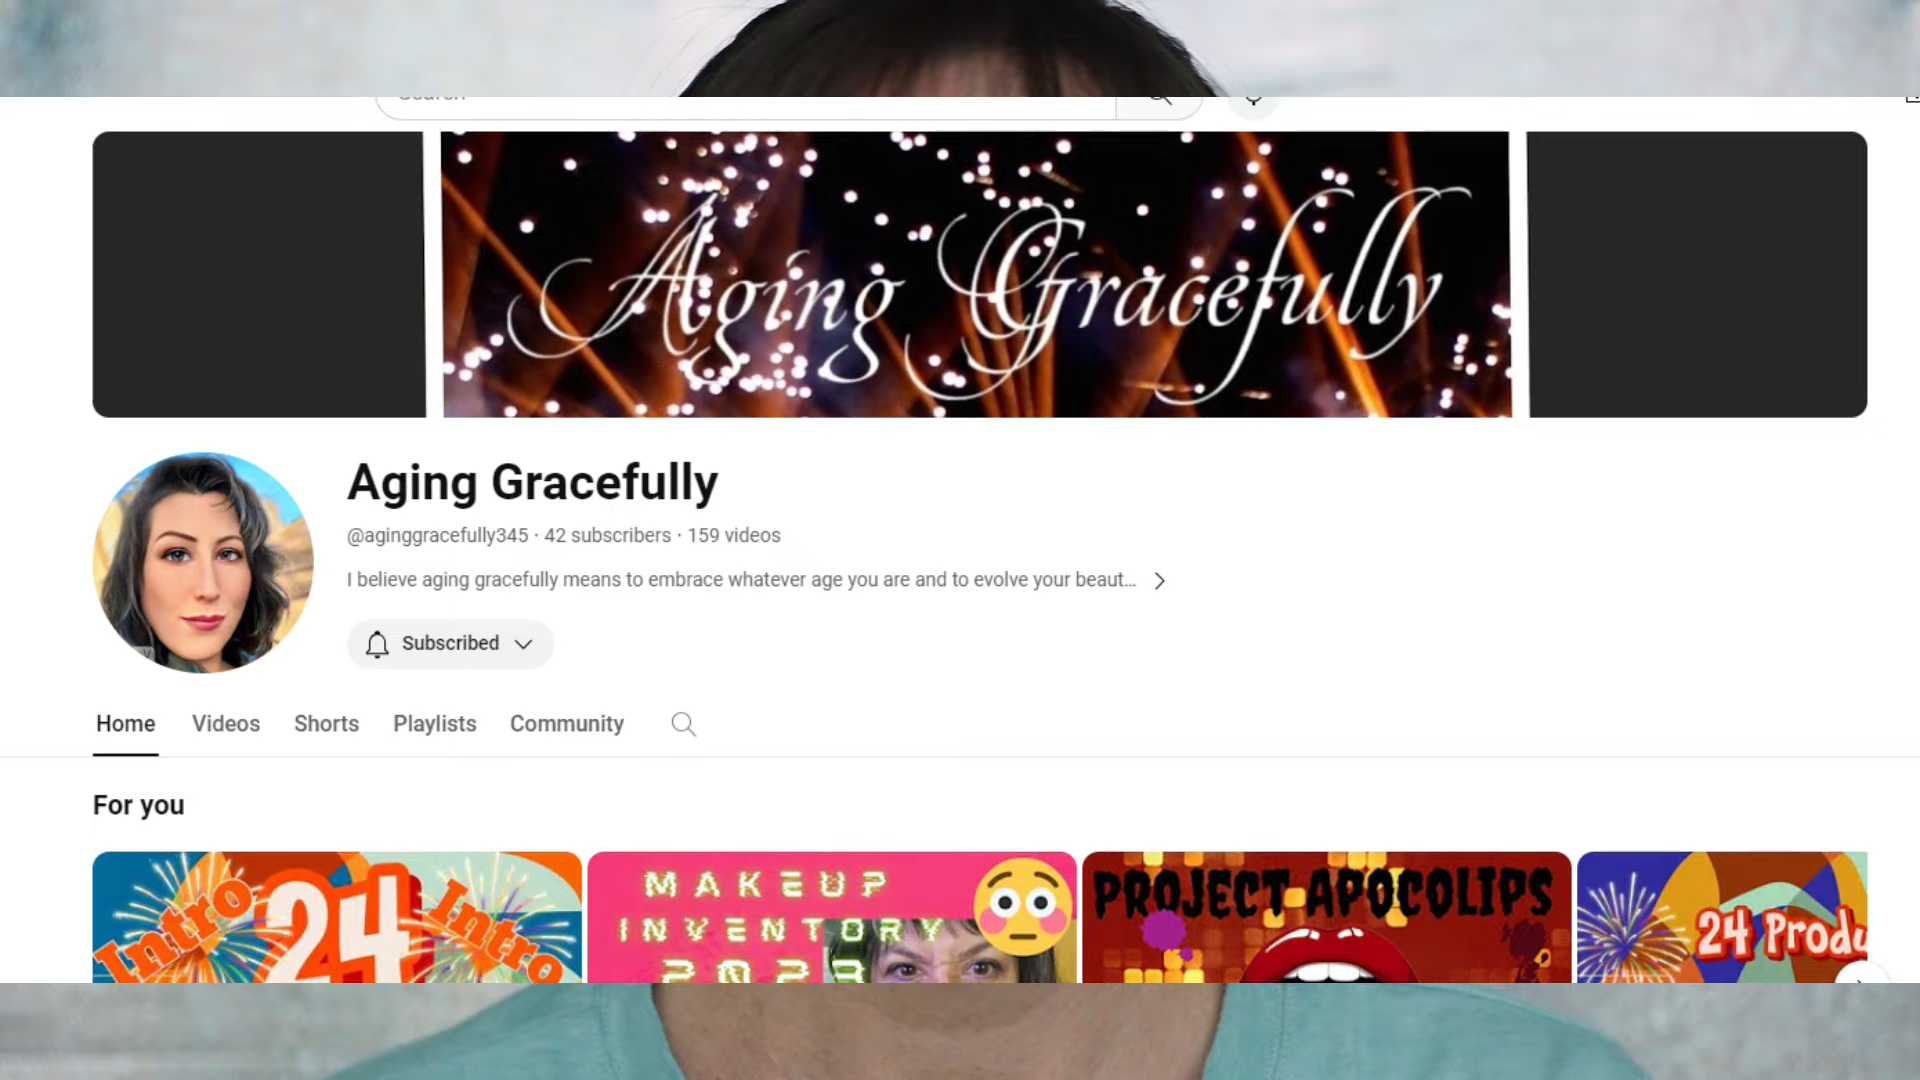 Search
Aging Gracefully
Aging Gracefully
@aginggracefully345 · 42 subscribers · 159 videos
I believe aging gracefully means to embrace whatever age you are and to evolve your beaut...
Subscribed
Home Videos Shorts Playlists Community
For you
Intro 24 Intro
MAKEUP
INVENTORY
2023
PROJECT APOCOLIPS
24 Produ